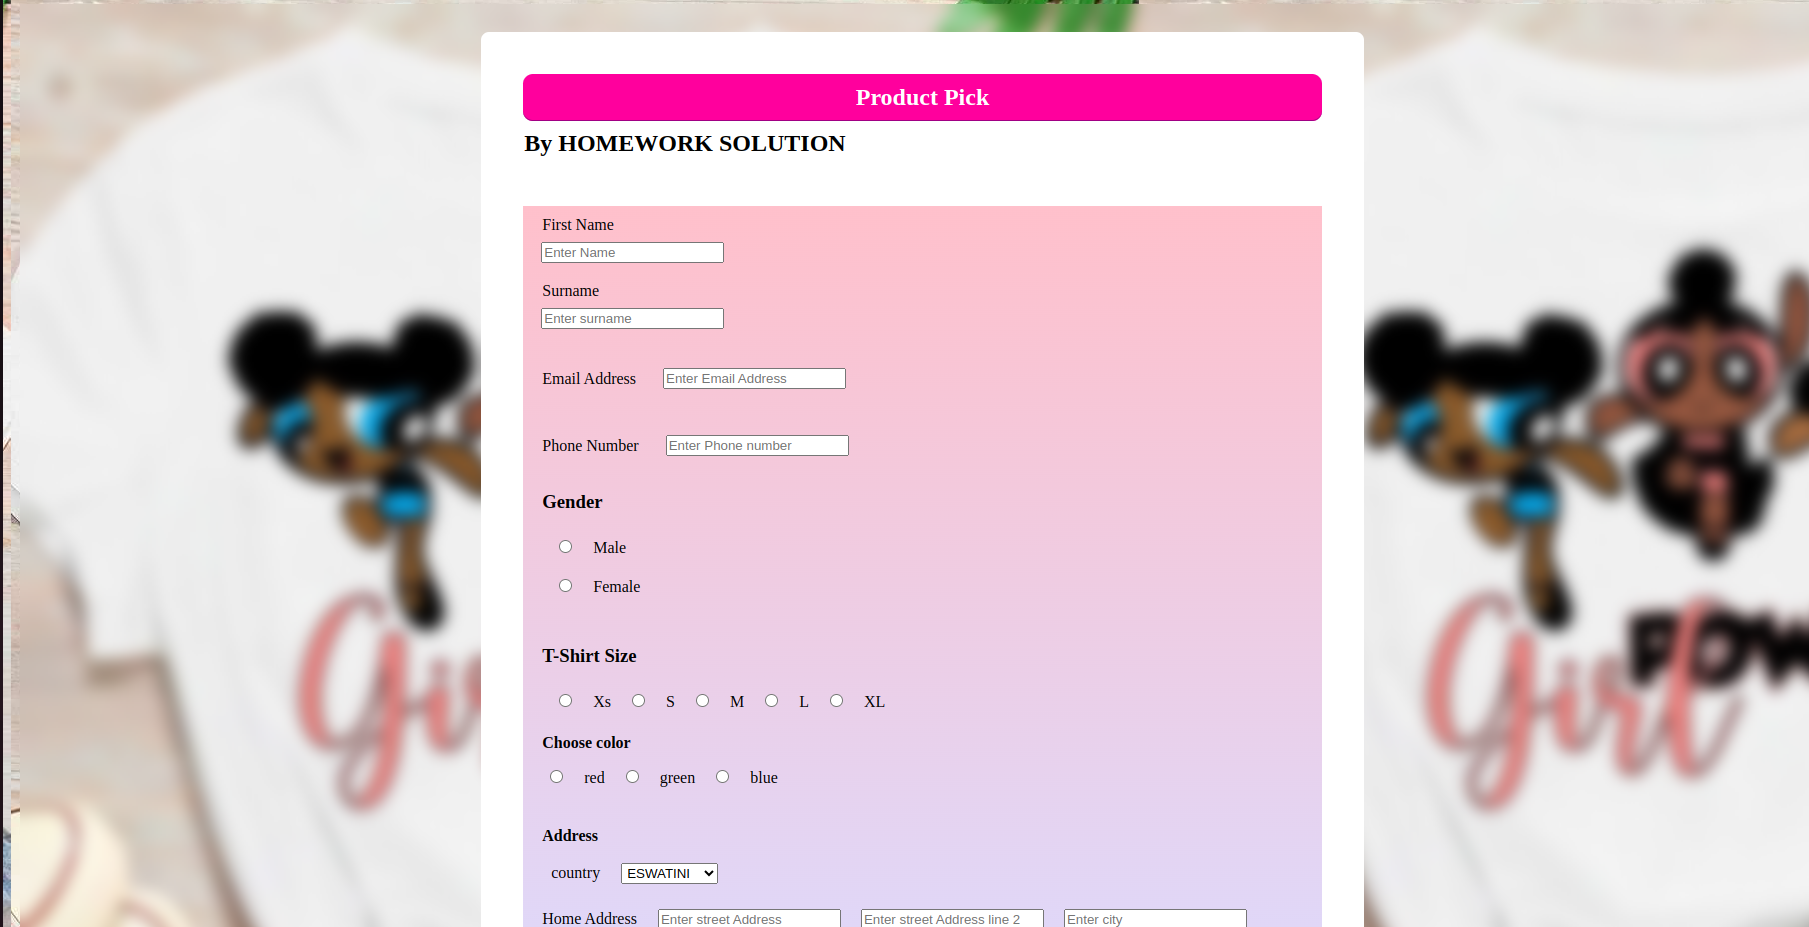 Product Pick
By HOMEWORK SOLUTION
First Name
Enter Name
Surname
Enter surname
Email Address Enter Email Address
Phone Number Enter Phone number
Gender
Male
Female
T-Shirt Size
Xs S M L XL
Choose color
red green blue
Address
country ESWATINI
Home Address Enter street Address Enter street Address line 2 Enter city
Girl